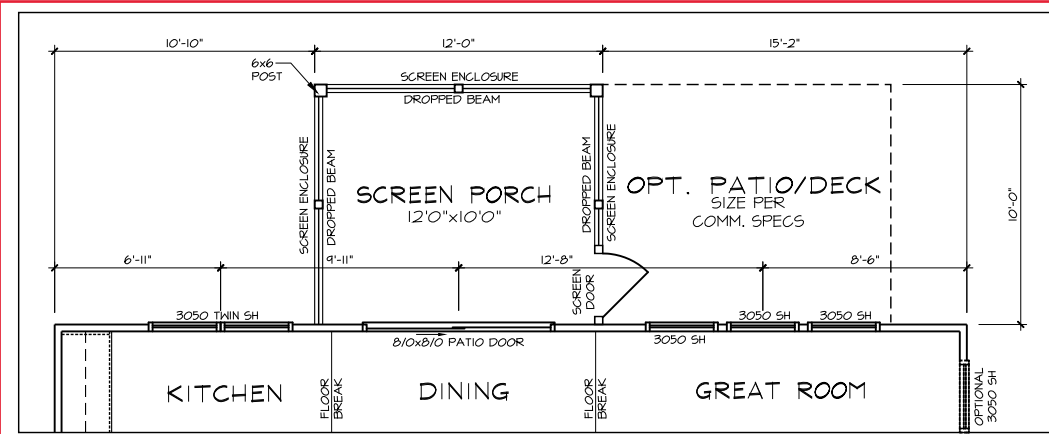 10'-10"
12'-0"
15'-2"
6x6
POST
SCREEN ENCLOSURE
DROPPED BEAM
SCREEN ENCLOSURE
DROPPED BEAM
DROPPED BEAM
SCREEN ENCLOSURE
SCREEN PORCH
12'0"x10'0"
OPT. PATIO/DECK
SIZE PER
COMM. SPECS
10'-0"
6'-11"
9'-11"
12'-8"
8'-6"
SCREEN
DOOR
3050 TWIN SH
8/0x8/0 PATIO DOOR
3050 SH
3050 SH
3050 SH
KITCHEN
FLOOR
BREAK
DINING
FLOOR
BREAK
GREAT ROOM
OPTIONAL
3050 SH